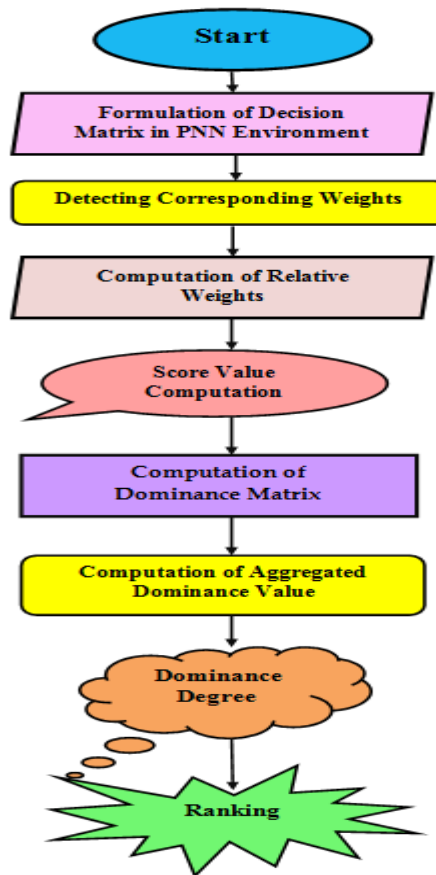 Start
Formulation of Decision
Matrix in PNN Environment
Detecting Corresponding Weights
Computation of Relative
Weights
Score Value
Computation
Computation of
Dominance Matrix
Computation of Aggregated
Dominance Value
Dominance
Degree
Ranking